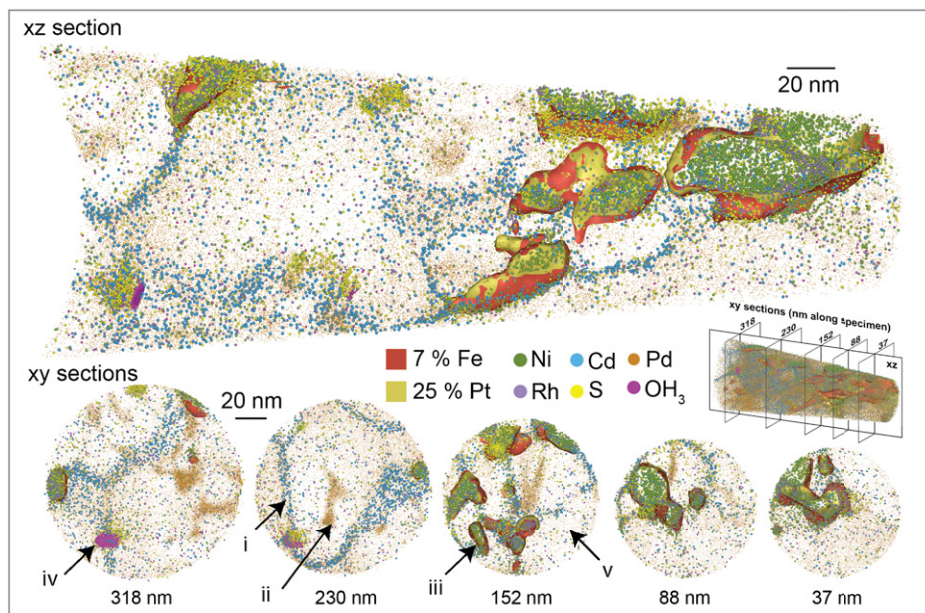 xz section
20 nm
xy sections (nm along specimen)
318
230
152
88
37
xz
7 % Fe
Ni
Cd
Pd
25 % Pt
Rh
S
OH3
xy sections
20 nm
i
ii
iii
iv
v
318 nm
230 nm
152 nm
88 nm
37 nm